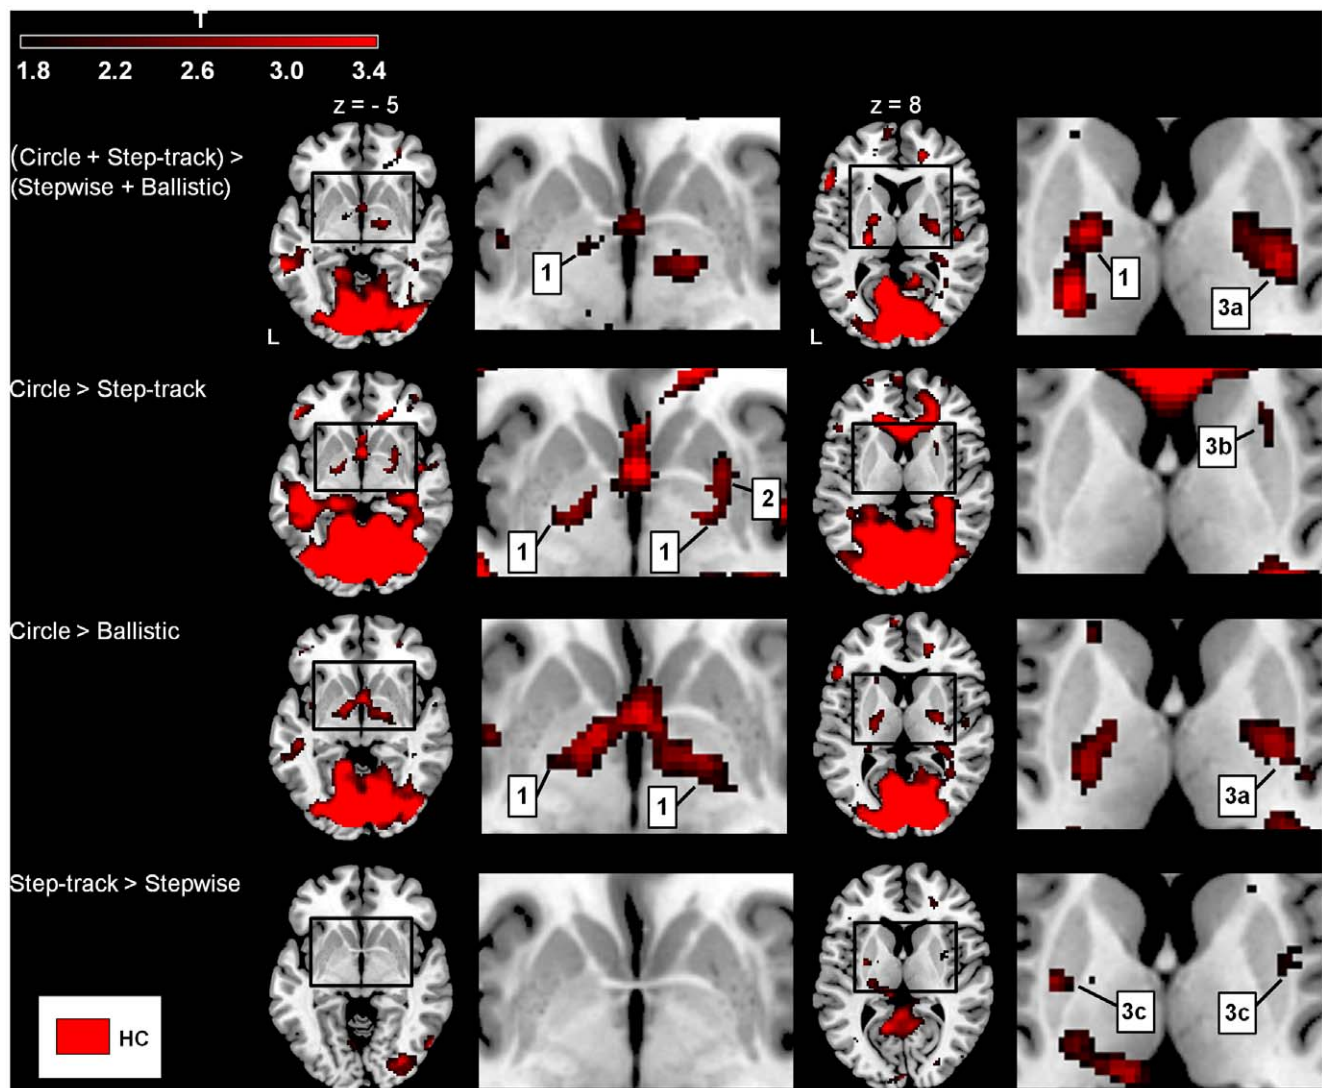 T
1.8 2.2 2.6 3.0 3.4
z = - 5 z = 8
(Circle + Step-track) >
(Stepwise + Ballistic)
1 1 3a
L L
Circle > Step-track
1 1 2 3b
Circle > Ballistic
1 1 3a
Step-track > Stepwise
3c 3c
HC